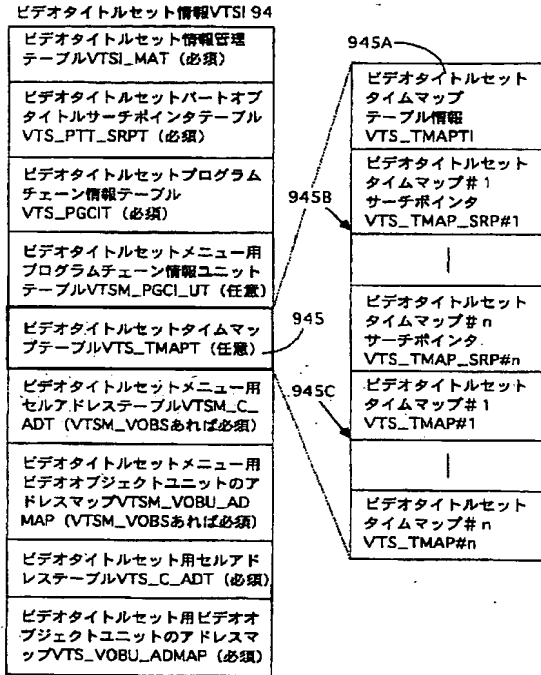 ビデオタイトルセット情報VTSI 94
ビデオタイトルセット情報管理
テーブルVTSI_MAT（必須）
ビデオタイトルセットパートオブ
タイトルサーチポインタテーブル
VTS_PTT_SRPT（必須）
ビデオタイトルセットプログラム
チェーン情報テーブル
VTS_PGCIT（必須）
ビデオタイトルセットメニュー用
プログラムチェーン情報ユニット
テーブルVTSM_PGCI_UT（任意）
ビデオタイトルセットタイムマッ
プテーブルVTS_TMAPT（任意）
945
ビデオタイトルセットメニュー用
セルアドレステーブルVTSM_C_
ADT（VTSM_VOBSあれば必須）
ビデオタイトルセットメニュー用
ビデオオブジェクトユニットのア
ドレスマップVTSM_VOBU_AD
MAP（VTSM_VOBSあれば必須）
ビデオタイトルセット用セルアド
レステーブルVTS_C_ADT（必須）
ビデオタイトルセット用ビデオオ
ブジェクトユニットのアドレスマ
ップVTS_VOBU_ADMAP（必須）
945A
ビデオタイトルセット
タイムマップ
テーブル情報
VTS_TMAPTI
945B
ビデオタイトルセット
タイムマップ＃1
サーチポインタ
VTS_TMAP_SRP#1
ビデオタイトルセット
タイムマップ＃n
サーチポインタ
VTS_TMAP_SRP#n
945C
ビデオタイトルセット
タイムマップ＃1
VTS_TMAP#1
ビデオタイトルセット
タイムマップ＃n
VTS_TMAP#n